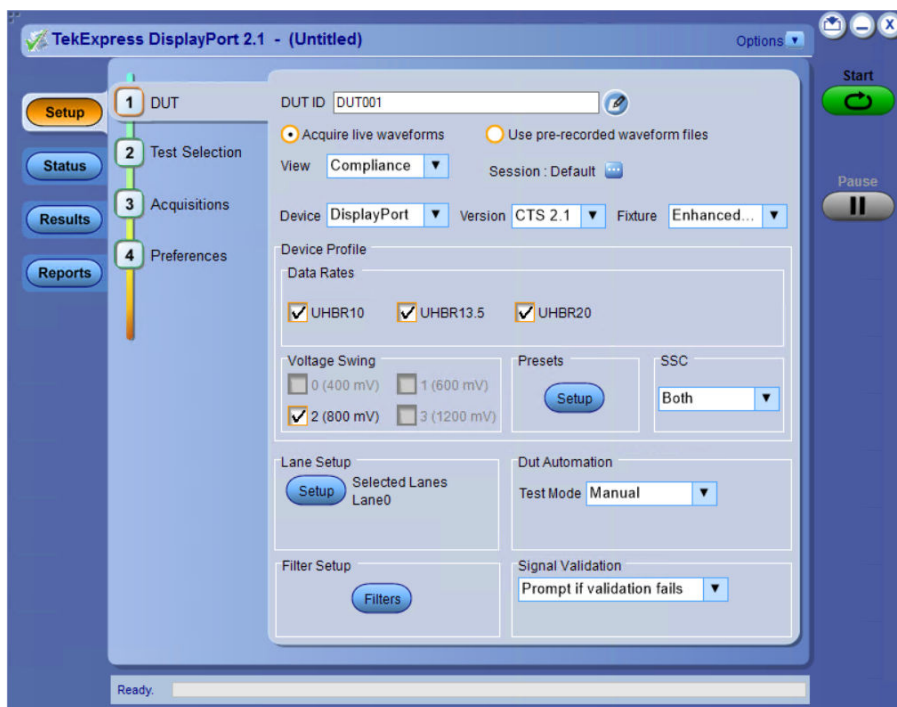 TekExpress DisplayPort 2.1 - (Untitled)
Options
Start
Pause
Setup
Status
Results
Reports
1 DUT
2 Test Selection
3 Acquisitions
4 Preferences
DUT ID DUT001
Acquire live waveforms Use pre-recorded waveform files
View Compliance Session : Default ...
Device DisplayPort Version CTS 2.1 Fixture Enhanced...
Device Profile
Data Rates
UHBR10 UHBR13.5 UHBR20
Voltage Swing
0 (400 mV) 1 (600 mV)
2 (800 mV) 3 (1200 mV)
Presets
Setup
SSC
Both
Lane Setup
Setup Selected Lanes
Lane0
Dut Automation
Test Mode Manual
Filter Setup
Filters
Signal Validation
Prompt if validation fails
Ready.